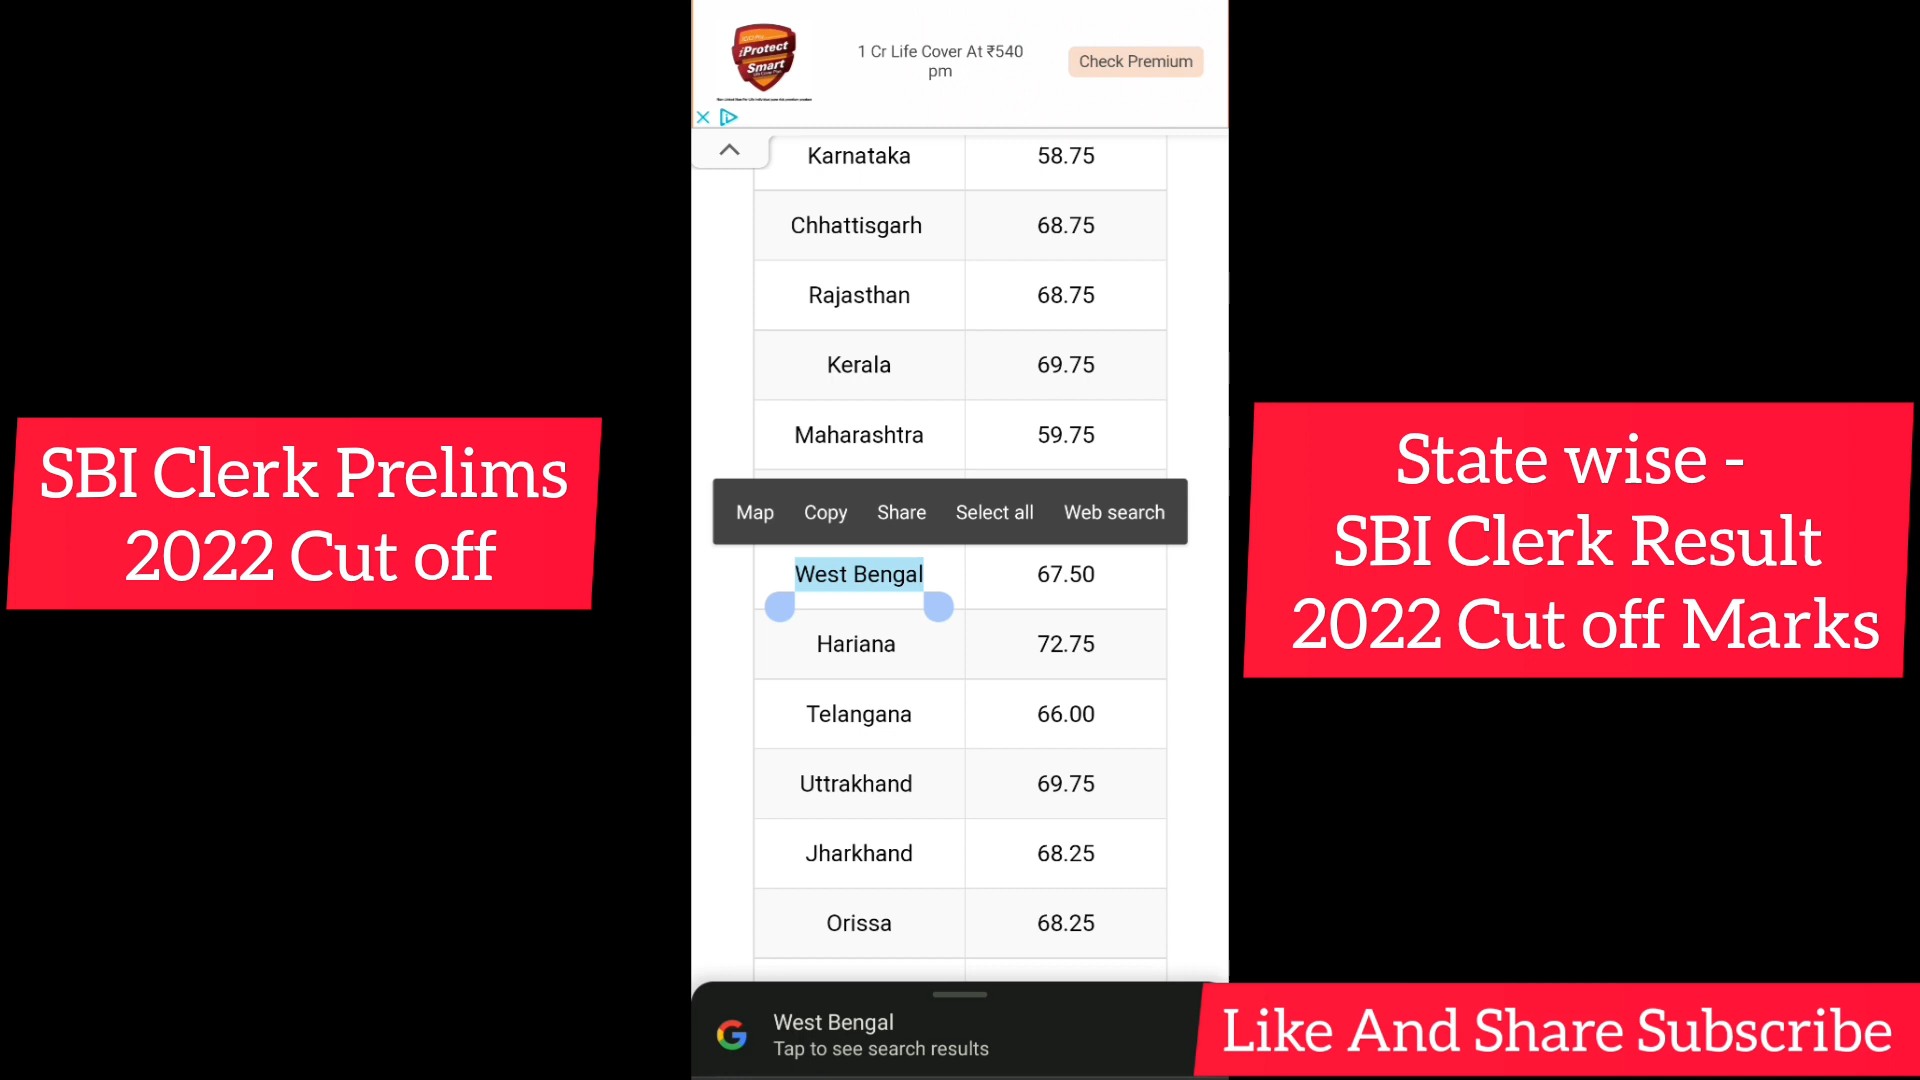 iProtect
Smart
1 Cr Life Cover At ₹540
pm
Check Premium
Karnataka 58.75
Chhattisgarh 68.75
Rajasthan 68.75
Kerala 69.75
Maharashtra 59.75
Map Copy Share Select all Web search
West Bengal 67.50
Hariana 72.75
Telangana 66.00
Uttrakhand 69.75
Jharkhand 68.25
Orissa 68.25
West Bengal
Tap to see search results
SBI Clerk Prelims
2022 Cut off
State wise -
SBI Clerk Result
2022 Cut off Marks
Like And Share Subscribe